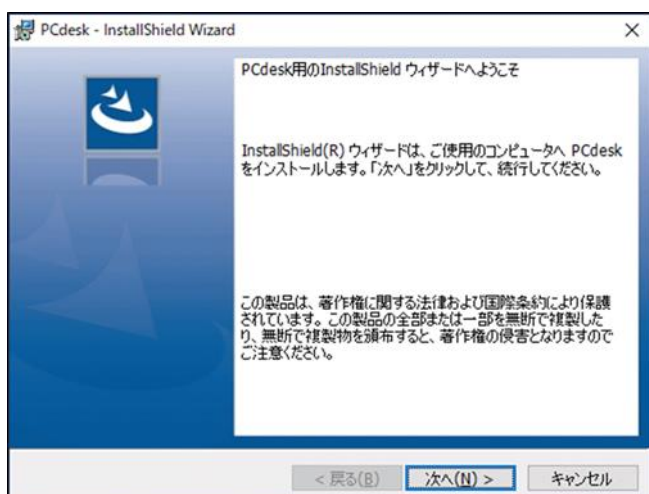 PCdesk - InstallShield Wizard
PCdesk用のInstallShield ウィザードへようこそ
InstallShield(R) ウィザードは、ご使用のコンピュータへ PCdesk
をインストールします。「次へ」をクリックして、続行してください。
この製品は、著作権に関する法律および国際条約により保護
されています。この製品の全部または一部を無断で複製した
り、無断で複製物を頒布すると、著作権の侵害となりますので
ご注意ください。
< 戻る(B)
次へ(N) >
キャンセル